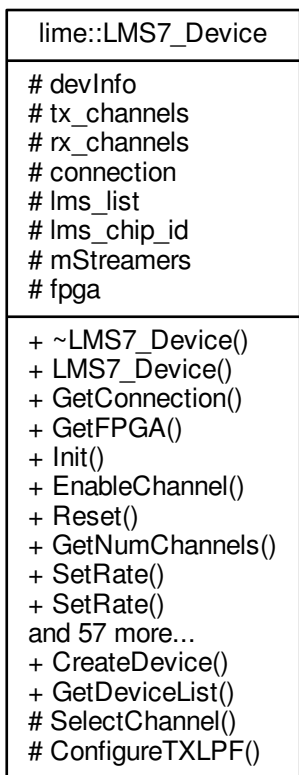 lime::LMS7_Device
# devInfo
# tx_channels
# rx_channels
# connection
# lms_list
# lms_chip_id
# mStreamers
# fpga
+ ~LMS7_Device()
+ LMS7_Device()
+ GetConnection()
+ GetFPGA()
+ Init()
+ EnableChannel()
+ Reset()
+ GetNumChannels()
+ SetRate()
+ SetRate()
and 57 more...
+ CreateDevice()
+ GetDeviceList()
# SelectChannel()
# ConfigureTXLPF()